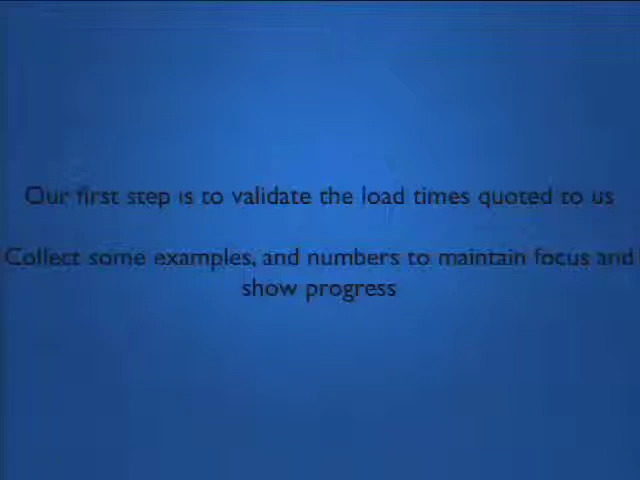 Our first step is to validate the load times quoted to us
Collect some examples, and numbers to maintain focus and
show progress